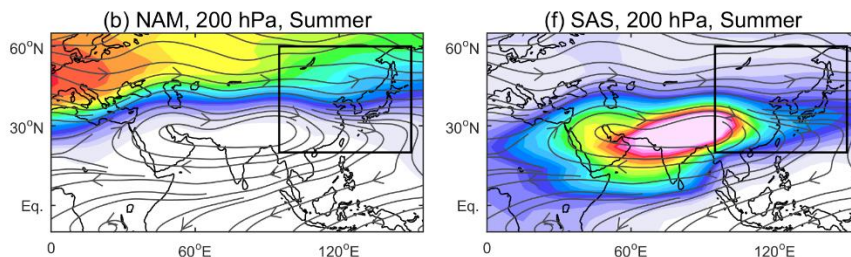 (b) NAM, 200 hPa, Summer
60°N
30°N
Eq.
0
60°E
120°E
(f) SAS, 200 hPa, Summer
60°N
30°N
Eq.
0
60°E
120°E